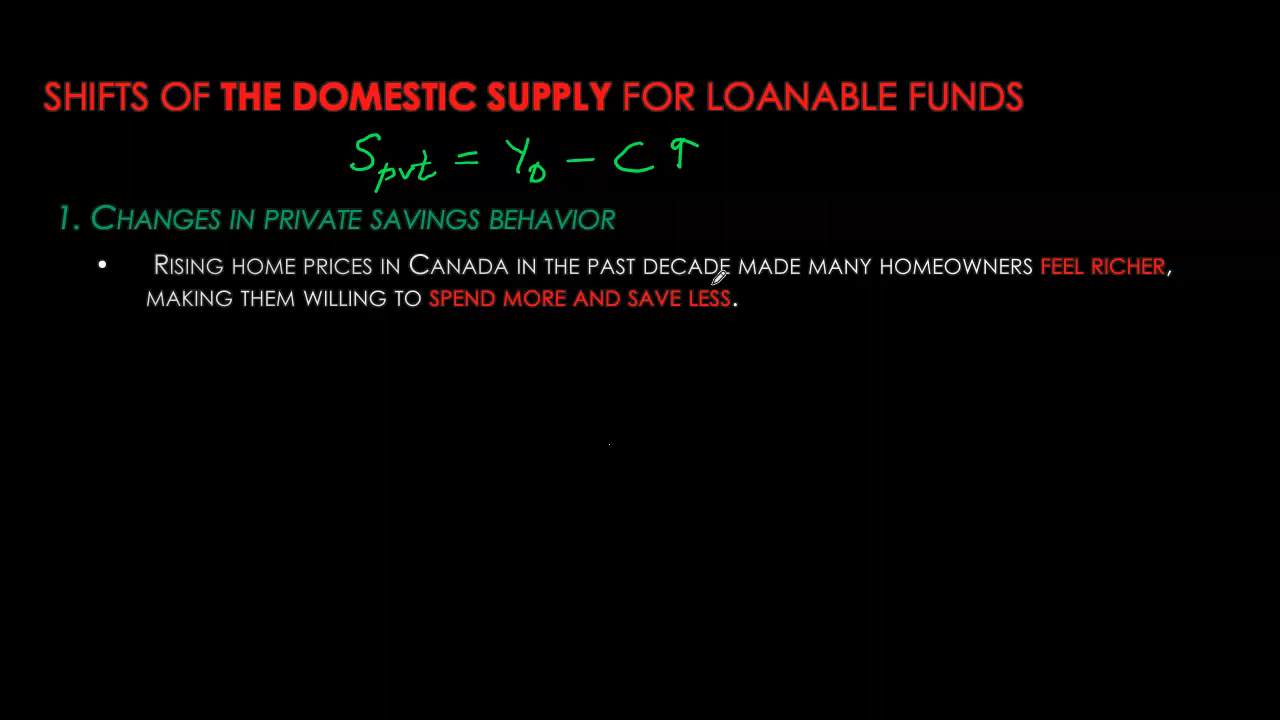 SHIFTS OF THE DOMESTIC SUPPLY FOR LOANABLE FUNDS
Spvt = YD - C ↑
1. CHANGES IN PRIVATE SAVINGS BEHAVIOR
• RISING HOME PRICES IN CANADA IN THE PAST DECADE MADE MANY HOMEOWNERS FEEL RICHER,
MAKING THEM WILLING TO SPEND MORE AND SAVE LESS.